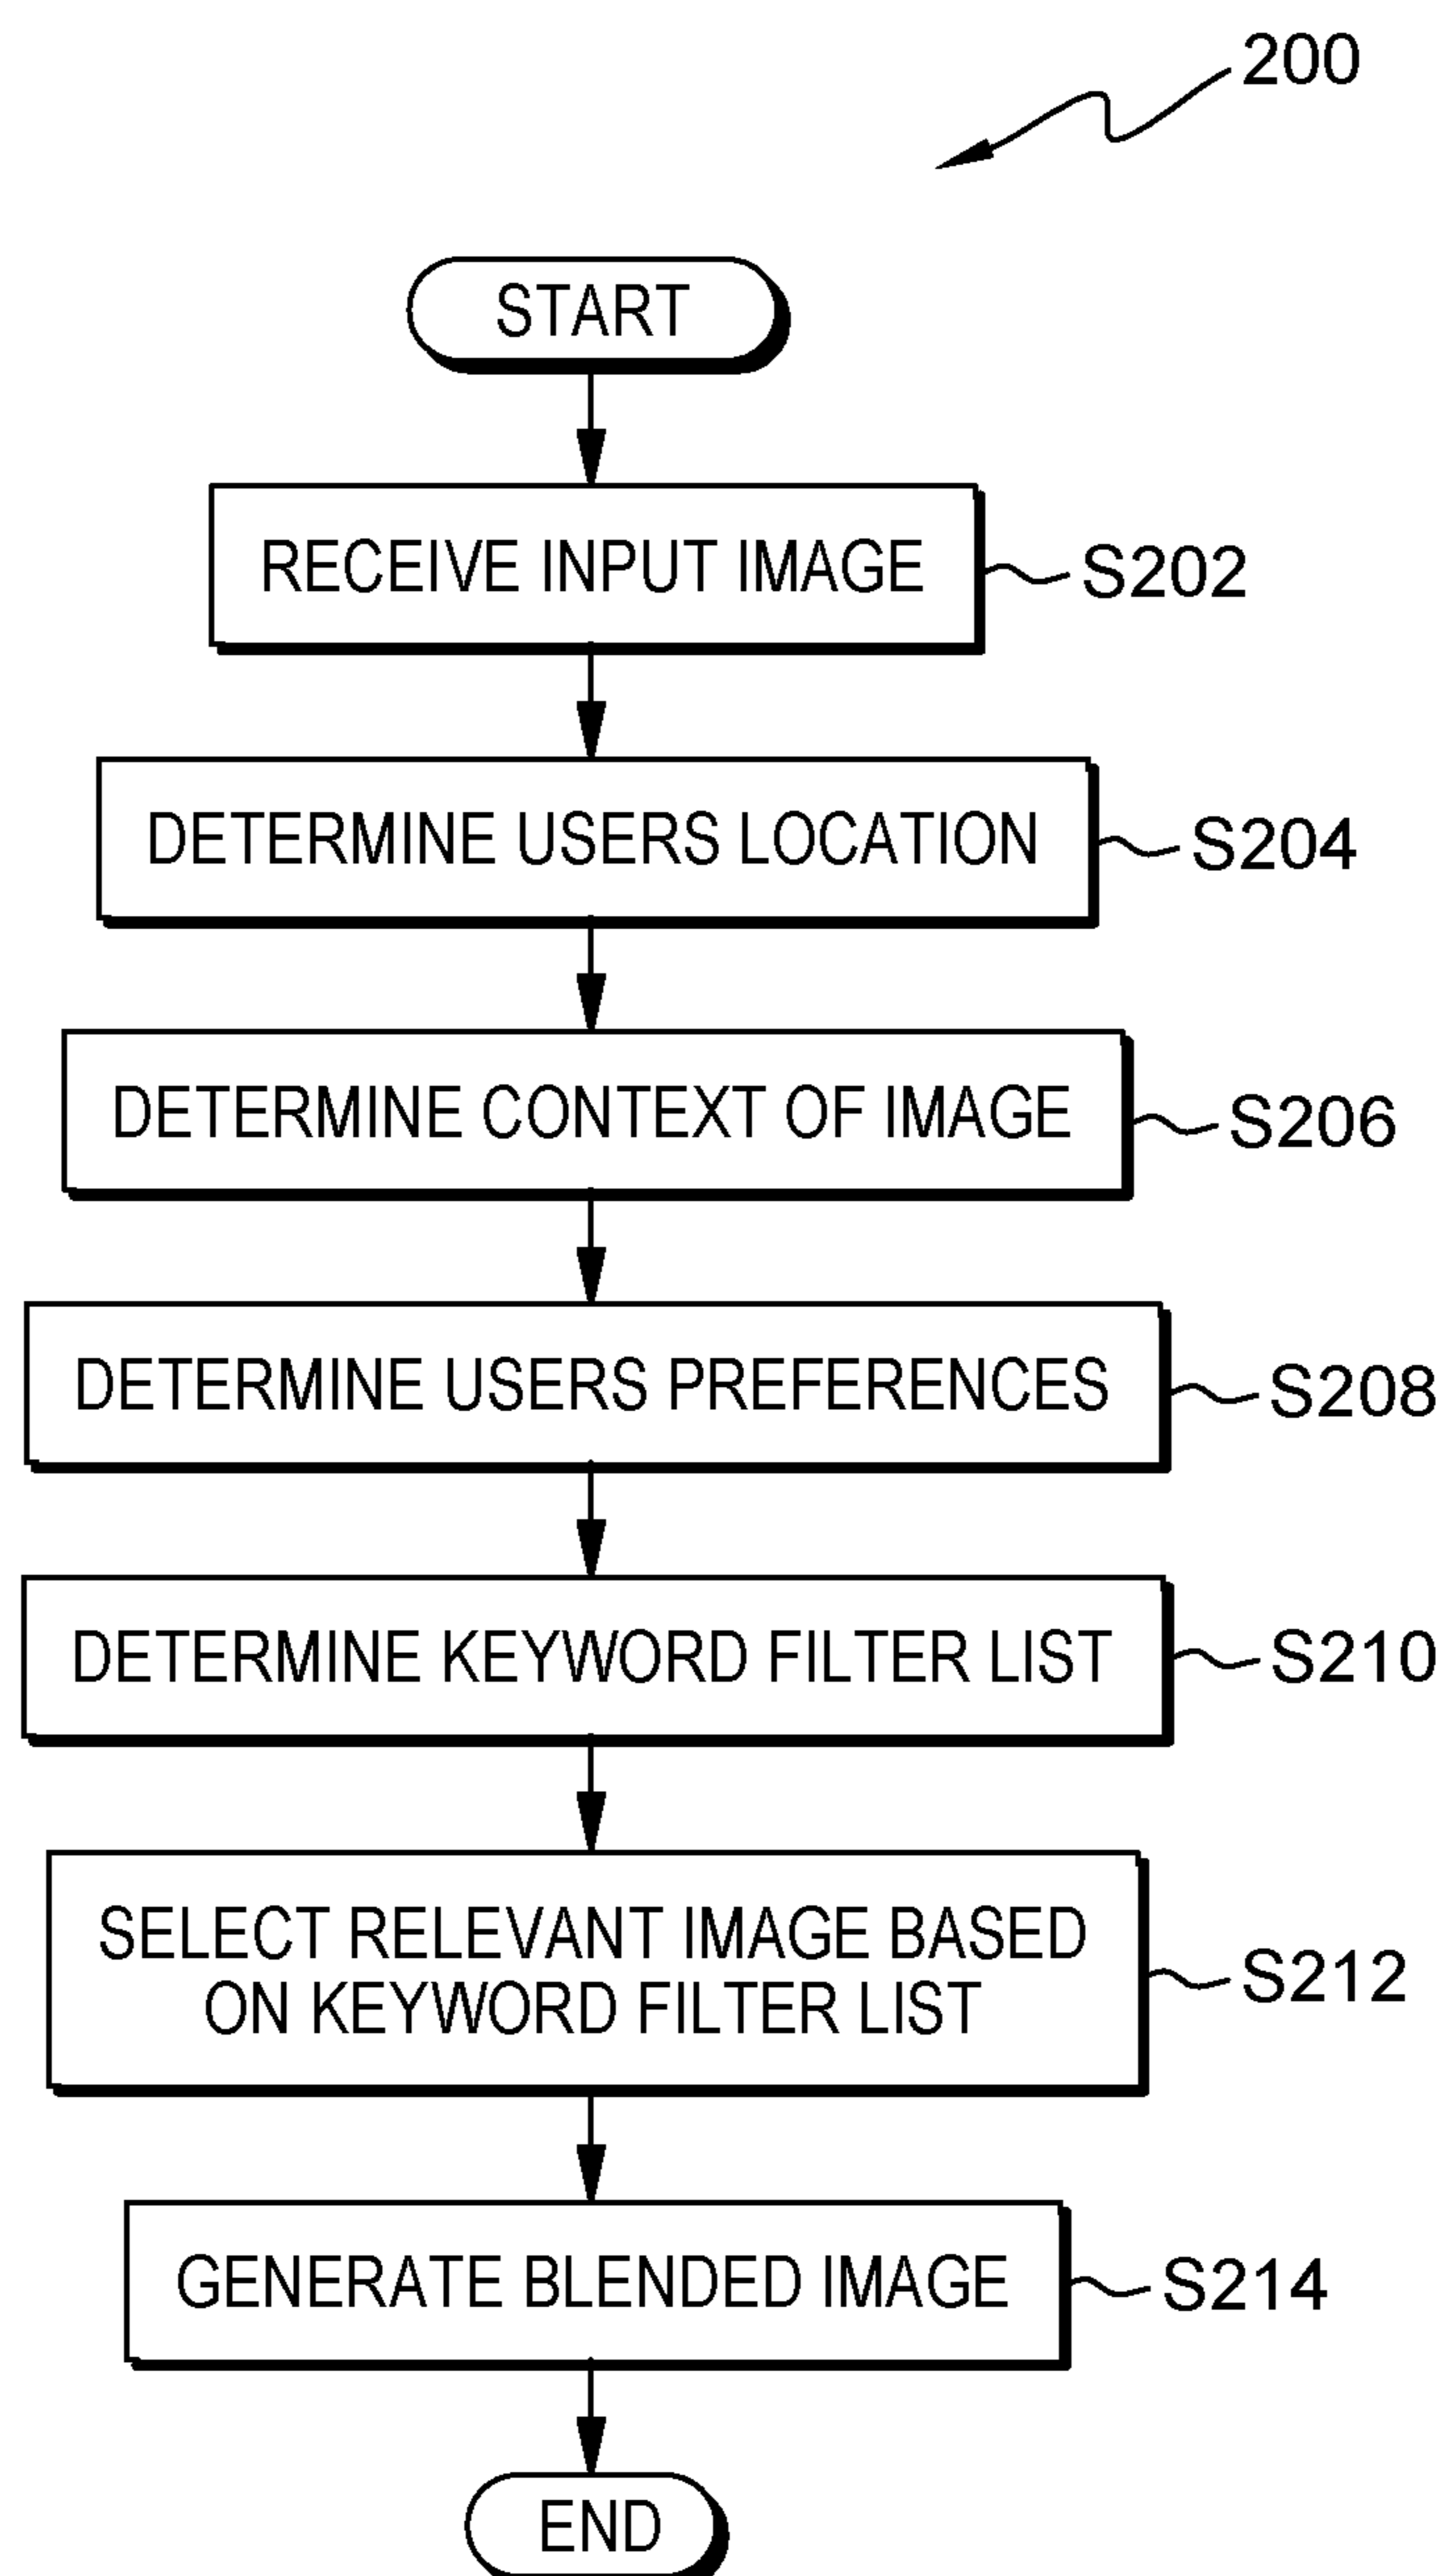 200
START
RECEIVE INPUT IMAGE
S202
DETERMINE USERS LOCATION
S204
DETERMINE CONTEXT OF IMAGE
S206
DETERMINE USERS PREFERENCES
S208
DETERMINE KEYWORD FILTER LIST
S210
SELECT RELEVANT IMAGE BASED
ON KEYWORD FILTER LIST
S212
GENERATE BLENDED IMAGE
S214
END